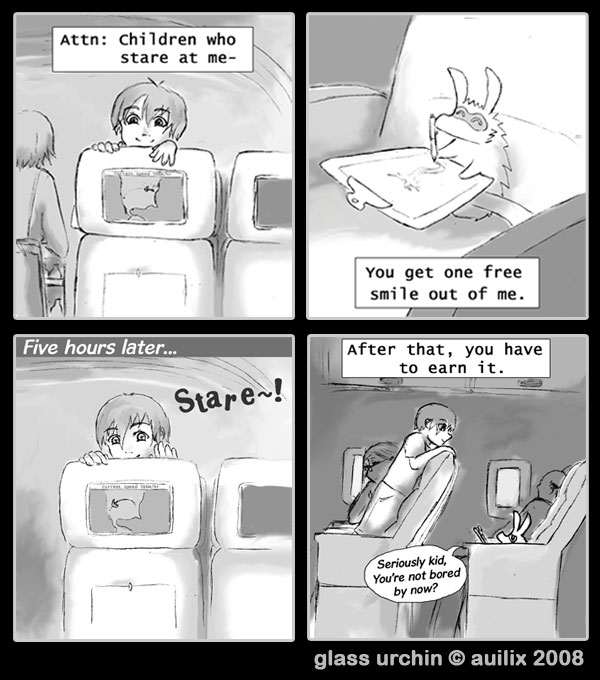 Attn: Children who
stare at me-
You get one free
smile out of me.
Five hours later...
Stare~!
After that, you have
to earn it.
Seriously kid,
You're not bored
by now?
glass urchin © auilix 2008